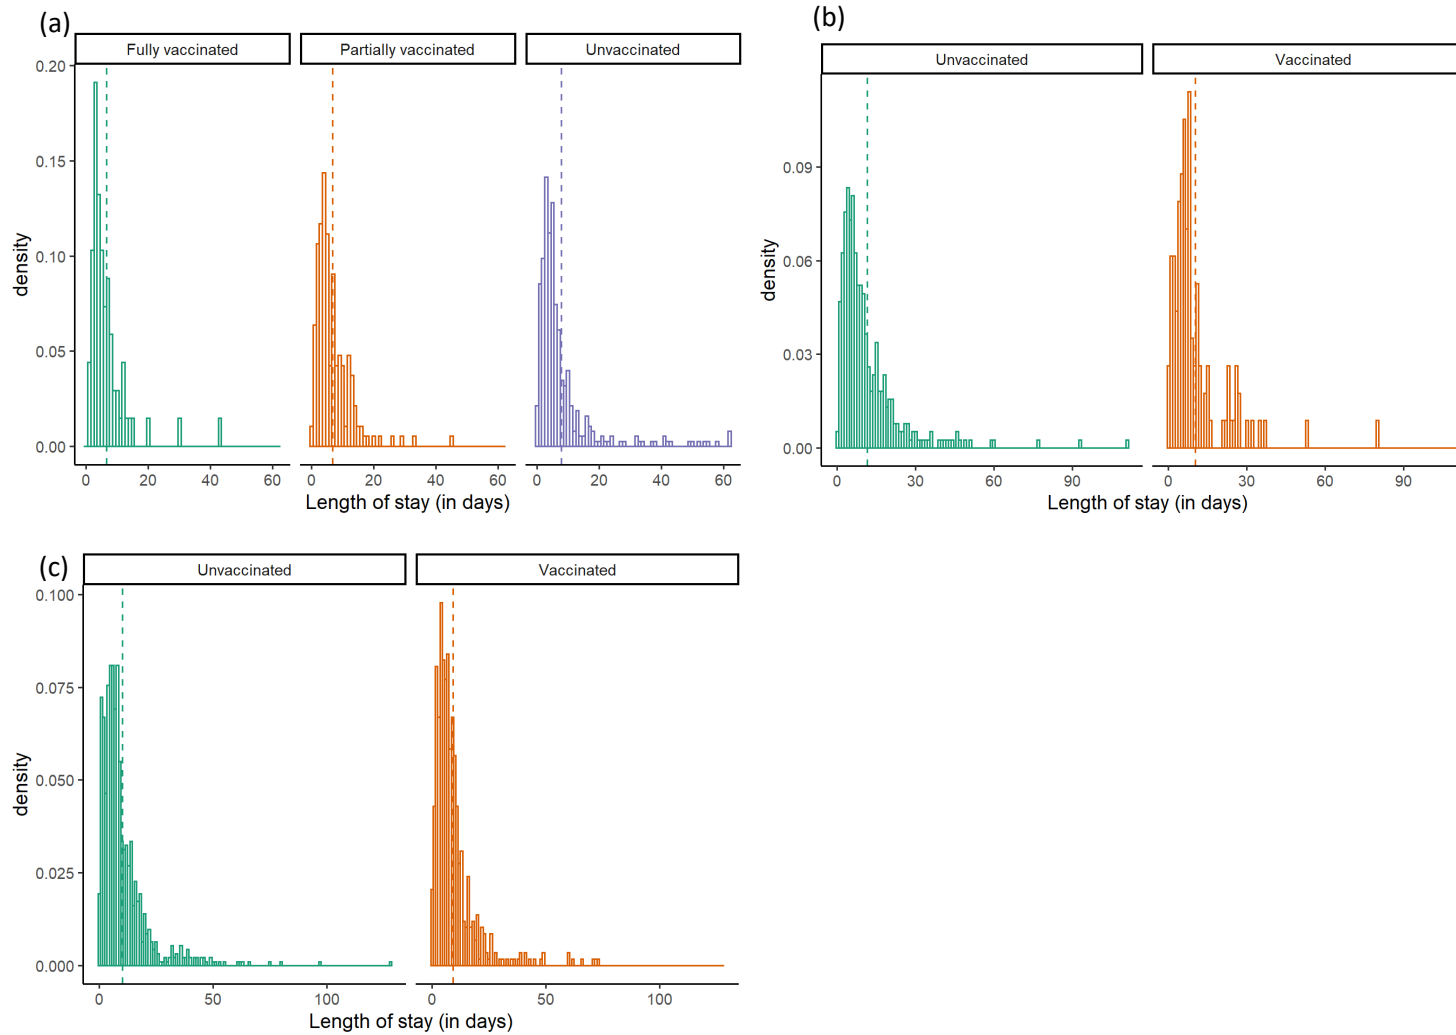 (a)
Fully vaccinated Partially vaccinated Unvaccinated
0.20
0.15
0.10
0.05
0.00
density
0 20 40 60 0 20 40 60 0 20 40 60
Length of stay (in days)
(b)
Unvaccinated Vaccinated
0.09
0.06
0.03
0.00
density
0 30 60 90 0 30 60 90
Length of stay (in days)
(c)
Unvaccinated Vaccinated
0.100
0.075
0.050
0.025
0.000
density
0 50 100 0 50 100
Length of stay (in days)